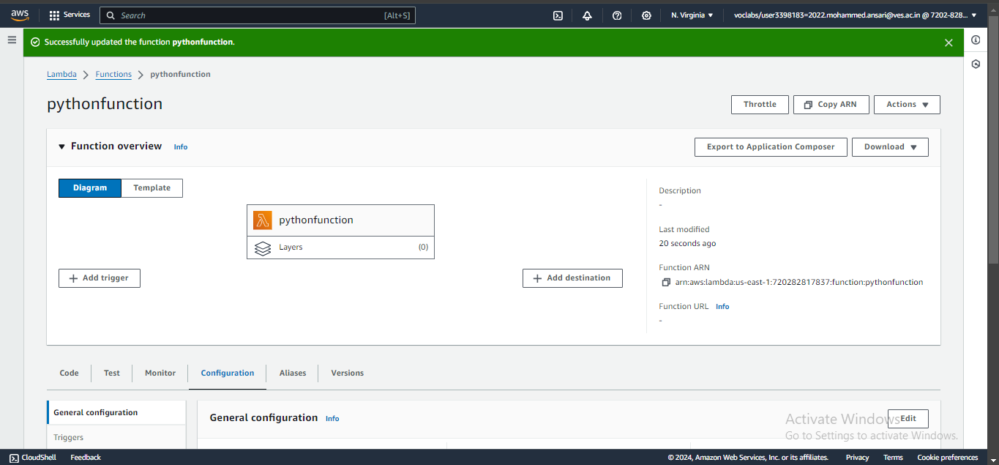 aws Services Search [Alt+S] N. Virginia voclabs/user3398183=2022.mohammed.ansari@ves.ac.in @ 7202-828...
Successfully updated the function pythonfunction.
Lambda Functions pythonfunction
pythonfunction
Throttle Copy ARN Actions
Function overview Info
Export to Application Composer Download
Diagram Template
pythonfunction
Layers (0)
Add trigger
Add destination
Description
-
Last modified
20 seconds ago
Function ARN
arn:aws:lambda:us-east-1:720282817837:function:pythonfunction
Function URL Info
-
Code Test Monitor Configuration Aliases Versions
General configuration
Triggers
General configuration Info
Edit
Activate Windows
Go to Settings to activate Windows.
CloudShell Feedback © 2024, Amazon Web Services, Inc. or its affiliates. Privacy Terms Cookie preferences